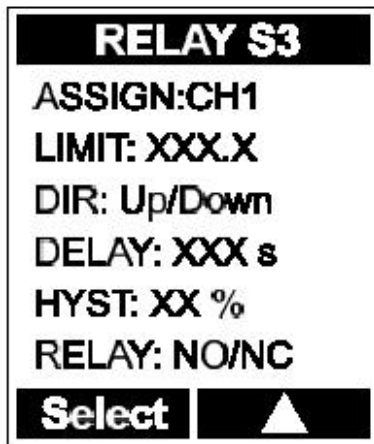 RELAY S3
ASSIGN:CH1
LIMIT: XXX.X
DIR: Up/Down
DELAY: XXX s
HYST: XX %
RELAY: NO/NC
Select